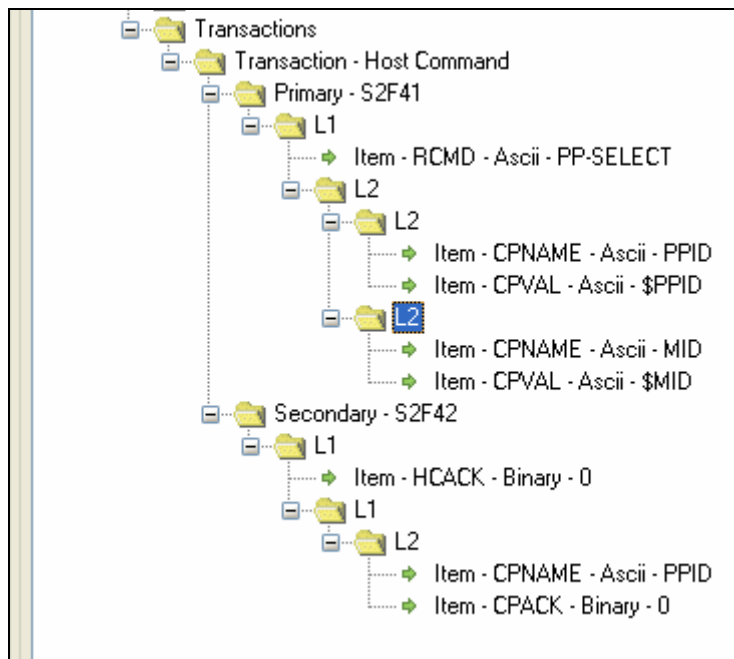 Transactions
Transaction - Host Command
Primary - S2F41
L1
Item - RCMD - Ascii - PP-SELECT
L2
L2
Item - CPNAME - Ascii - PPID
Item - CPVAL - Ascii - $PPID
L2
Item - CPNAME - Ascii - MID
Item - CPVAL - Ascii - $MID
Secondary - S2F42
L1
Item - HCACK - Binary - 0
L1
L2
Item - CPNAME - Ascii - PPID
Item - CPACK - Binary - 0